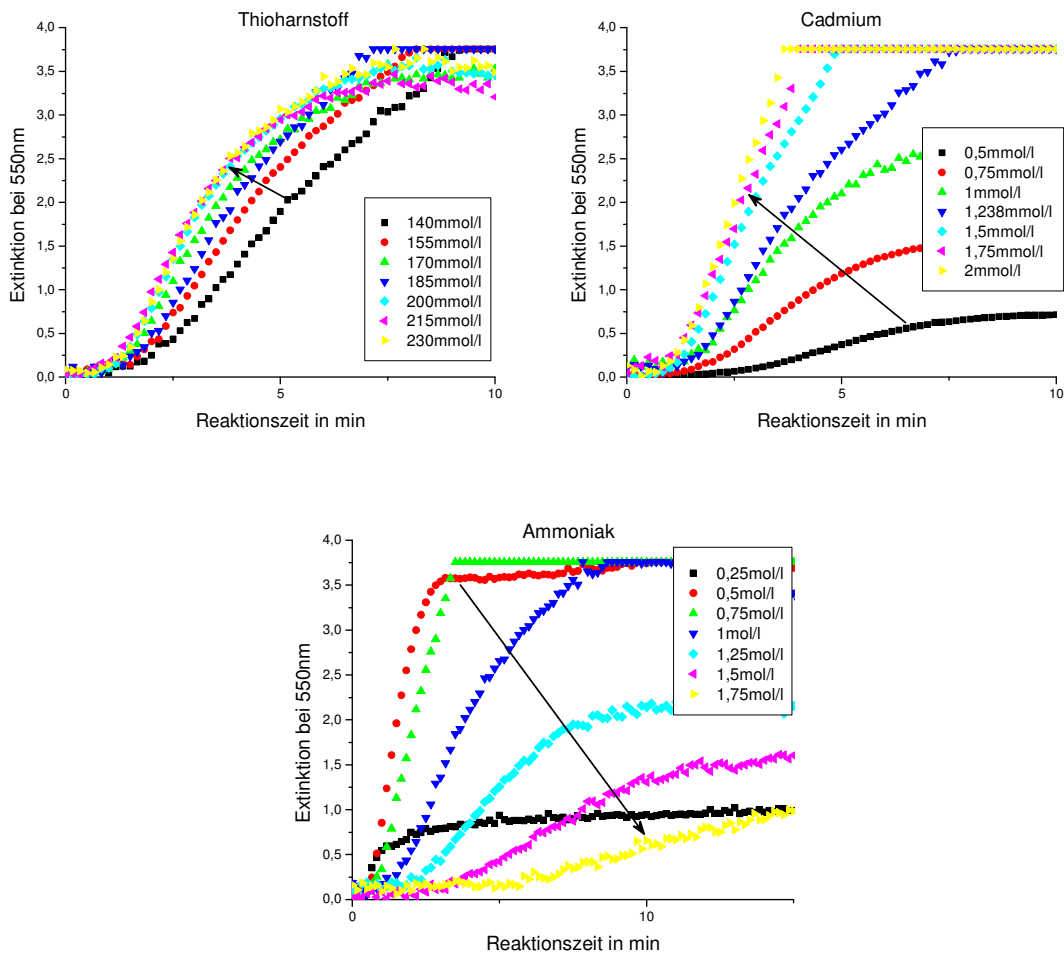 Thioharnstoff
4,0
3,5
3,0
2,5
2,0
1,5
1,0
0,5
0,0
Extinktion bei 550nm
140mmol/l
155mmol/l
170mmol/l
185mmol/l
200mmol/l
215mmol/l
230mmol/l
0 5 10
Reaktionszeit in min
Cadmium
4,0
3,5
3,0
2,5
2,0
1,5
1,0
0,5
0,0
Extinktion bei 550nm
0,5mmol/l
0,75mmol/l
1mmol/l
1,238mmol/l
1,5mmol/l
1,75mmol/l
2mmol/l
0 5 10
Reaktionszeit in min
Ammoniak
4,0
3,5
3,0
2,5
2,0
1,5
1,0
0,5
0,0
Extinktion bei 550nm
0,25mol/l
0,5mol/l
0,75mol/l
1mol/l
1,25mol/l
1,5mol/l
1,75mol/l
0 10
Reaktionszeit in min